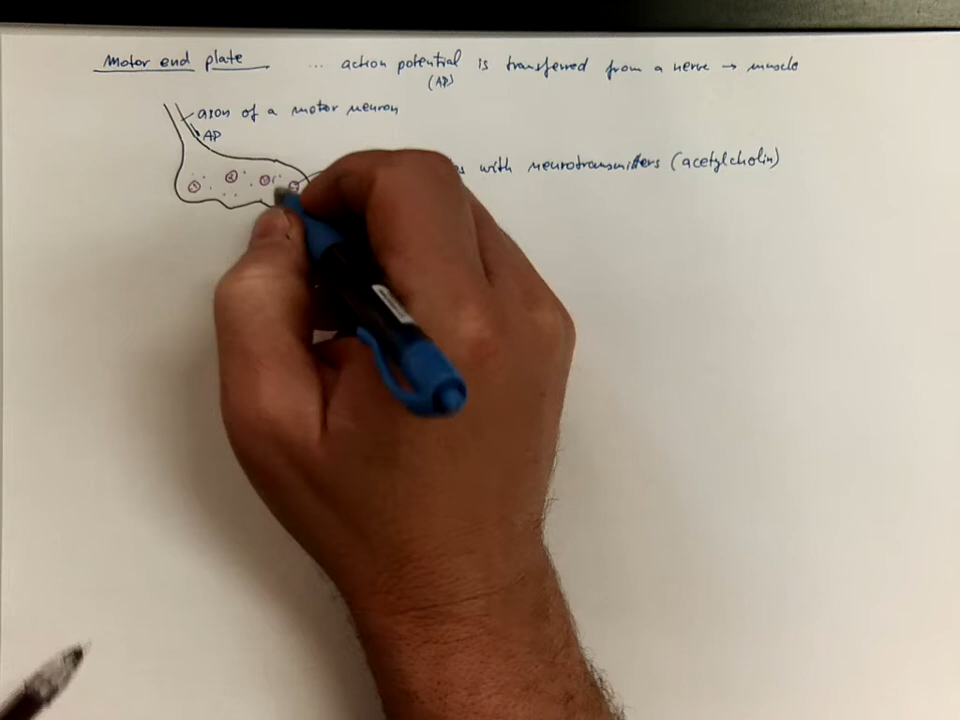 Motor end plate ... action potential is transferred from a nerve → muscle
(AP)
axon of a motor neuron
AP
with neurotransmitters (acetylcholin)